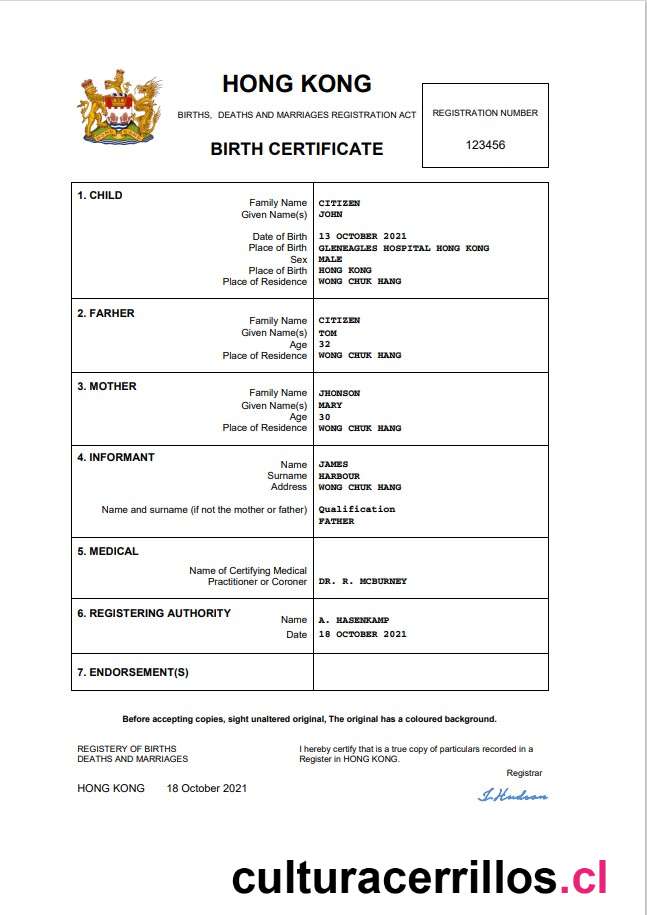 HONG KONG
BIRTHS, DEATHS AND MARRIAGES REGISTRATION ACT
BIRTH CERTIFICATE
REGISTRATION NUMBER
123456
1. CHILD
Family Name CITIZEN
Given Name(s) JOHN
Date of Birth 13 OCTOBER 2021
Place of Birth GLENEAGLES HOSPITAL HONG KONG
Sex MALE
Place of Birth HONG KONG
Place of Residence WONG CHUK HANG
2. FARHER
Family Name CITIZEN
Given Name(s) TOM
Age 32
Place of Residence WONG CHUK HANG
3. MOTHER
Family Name JHONSON
Given Name(s) MARY
Age 30
Place of Residence WONG CHUK HANG
4. INFORMANT
Name JAMES
Surname HARBOUR
Address WONG CHUK HANG
Name and surname (if not the mother or father) Qualification
FATHER
5. MEDICAL
Name of Certifying Medical
Practitioner or Coroner DR. R. MCBURNEY
6. REGISTERING AUTHORITY
Name A. HASENKAMP
Date 18 OCTOBER 2021
7. ENDORSEMENT(S)
Before accepting copies, sight unaltered original, The original has a coloured background.
REGISTERY OF BIRTHS
DEATHS AND MARRIAGES
HONG KONG 18 October 2021
I hereby certify that is a true copy of particulars recorded in a
Register in HONG KONG.
Registrar
I. Hudson
culturacerrillos.cl